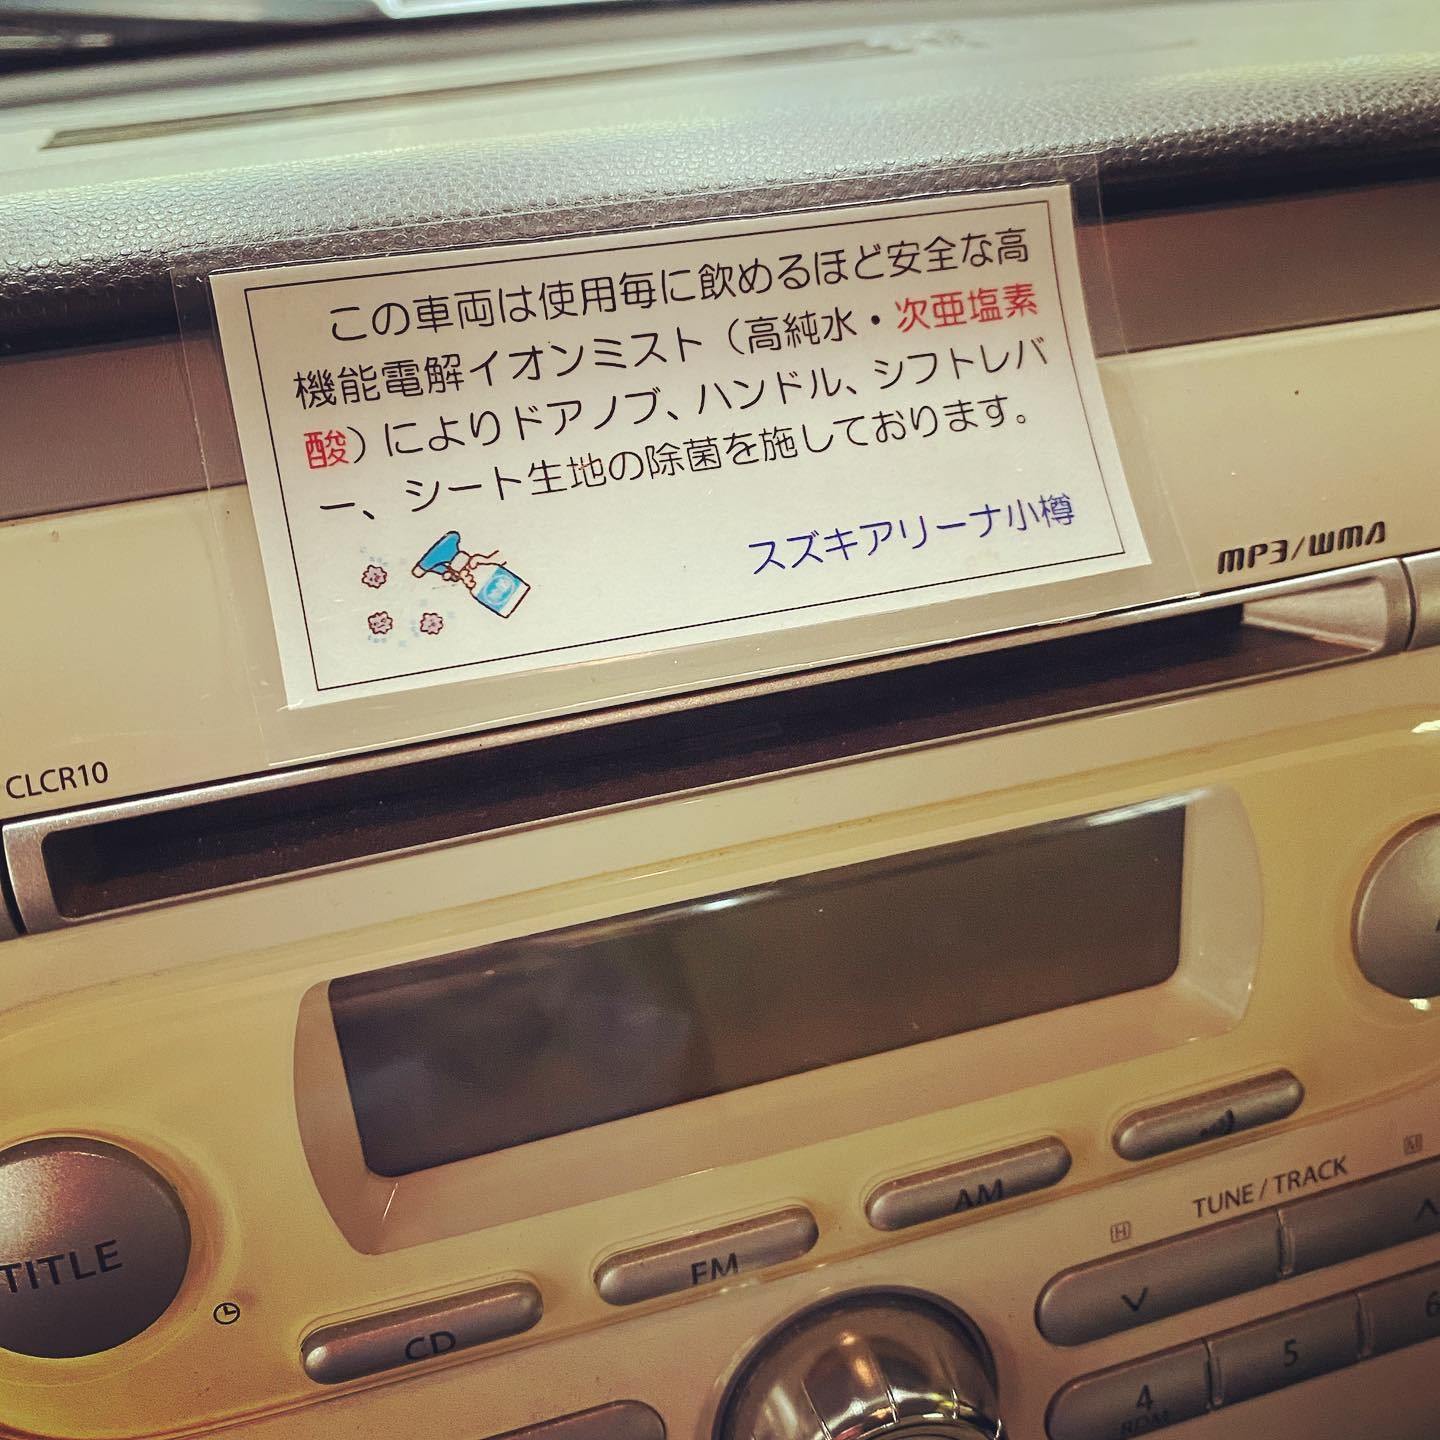 この車両は使用毎に飲めるほど安全な高
機能電解イオンミスト（高純水・次亜塩素
酸）によりドアノブ、ハンドル、シフトレバ
ー、シート生地の除菌を施しております。
スズキアリーナ小樽
MP3/WMA
CLCR10
TITLE
CD
FM
AM
TUNE / TRACK
H
M
4
RDM
5
6